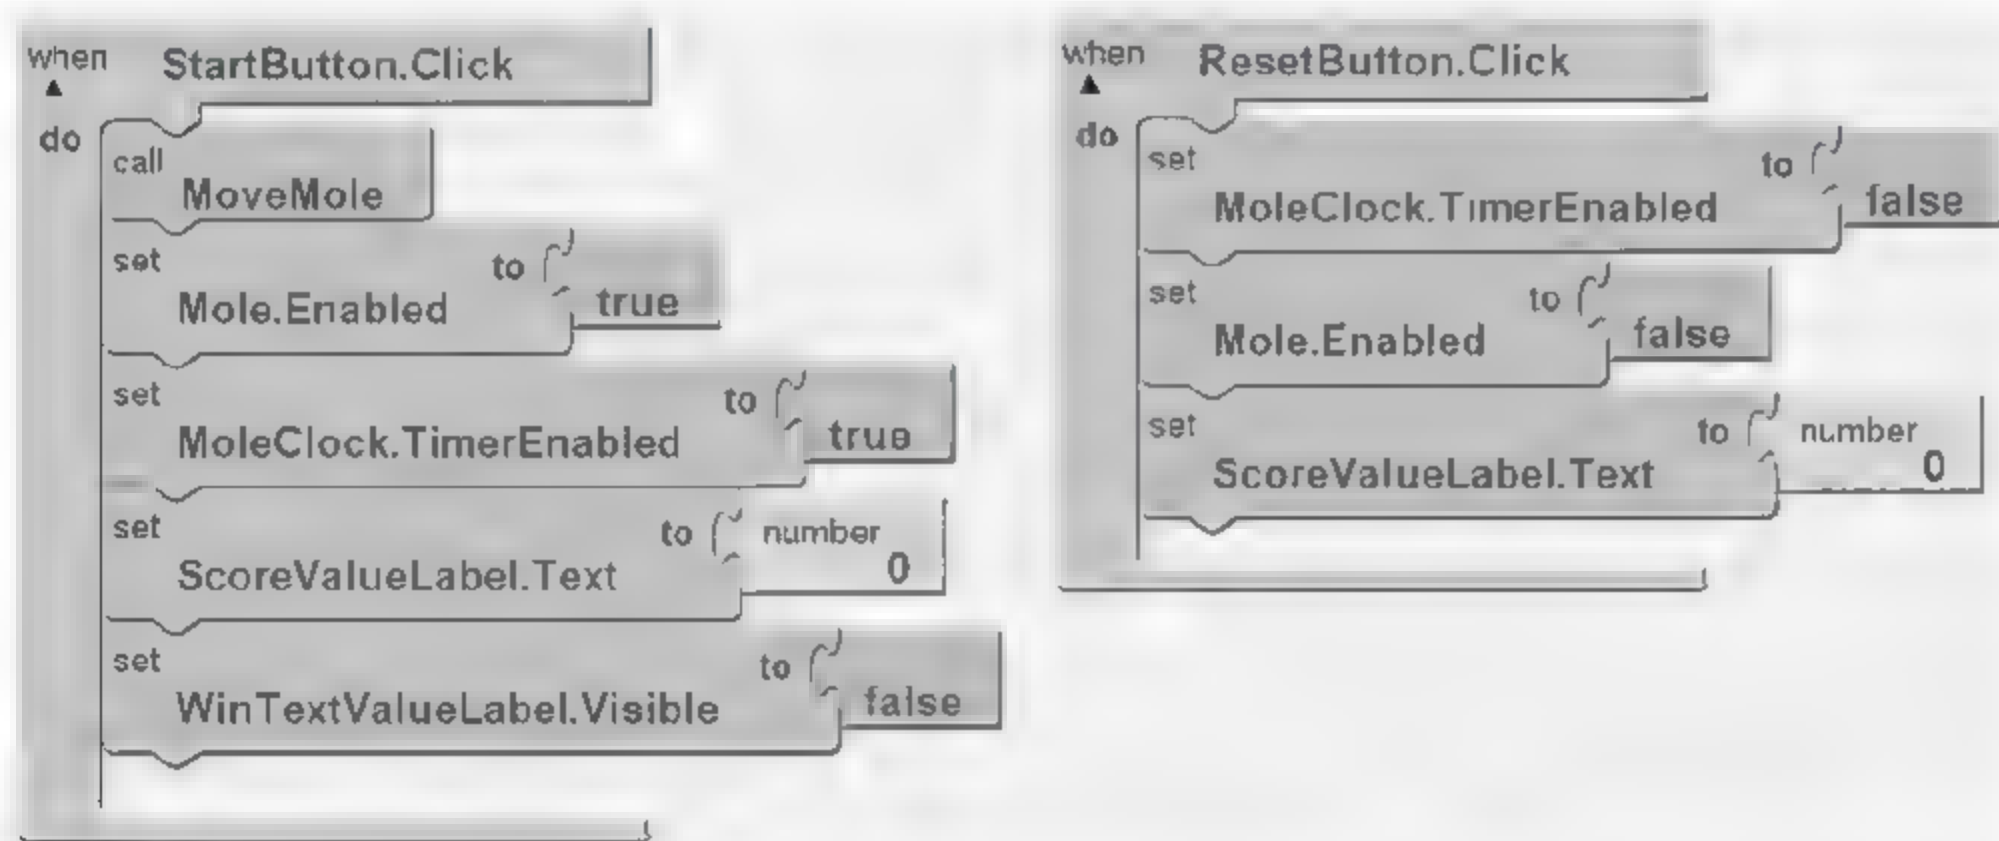 when StartButton.Click
do
call
MoveMole
set to
Mole.Enabled true
set to
MoleClock.TimerEnabled true
set to number
ScoreValueLabel.Text 0
set to
WinTextValueLabel.Visible false
when ResetButton.Click
do
set to
MoleClock.TimerEnabled false
set to
Mole.Enabled false
set to number
ScoreValueLabel.Text 0